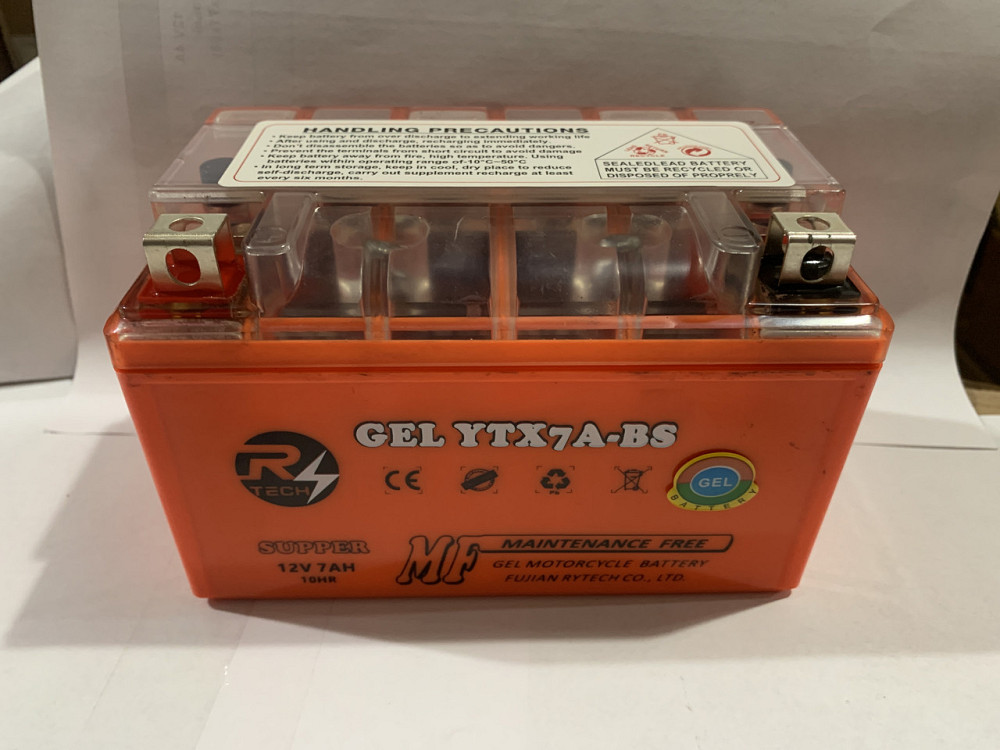 HANDLING PRECAUTIONS
• Keep battery from over discharge to extending working life
• After using and discharge, recharging immediately
• Don't disassemble the batteries so as to avoid damages.
• Prevent the terminals from short circuit to avoid damage
• Keep battery away from fire, high temperature. Using
batteries within operating range of-10°C~50°C
• In long term storage, keep in cool, dry place to reduce
self-discharge, carry out supplement recharge at least
every six months.
RECYCLE
SEALEDLEAD BATTERY
MUST BE RECYCLED OR
DISPOSED OF PROPRELY
GEL YTX7A-BS
R
TECH
CE
Pb
GEL
BATTERY
SUPPER
12V 7AH
10HR
MF
MAINTENANCE FREE
GEL MOTORCYCLE BATTERY
FUJIAN RYTECH CO., LTD.